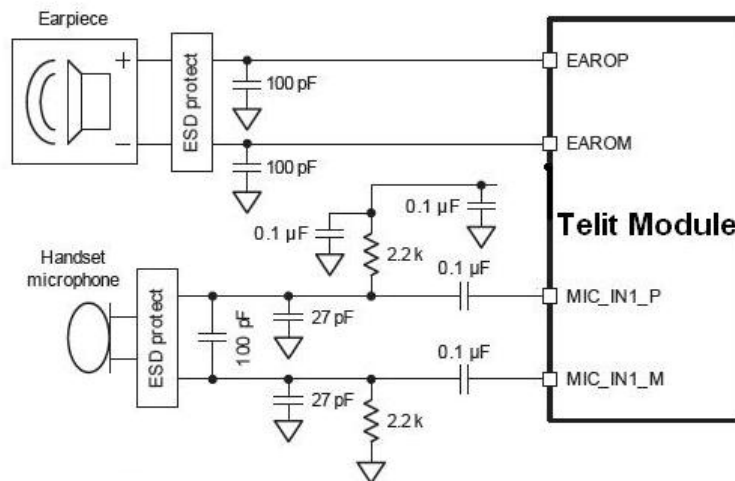 Earpiece
+
ESD protect
100 pF
EAROP
−
100 pF
EAROM
0.1 µF
0.1 µF
2.2 k
Telit Module
Handset
microphone
ESD protect
100 pF
27 pF
0.1 µF
MIC_IN1_P
0.1 µF
MIC_IN1_M
27 pF
2.2 k